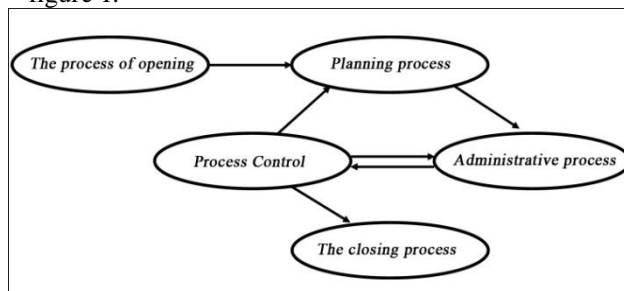 figure 1.
The process of opening
Planning process
Process Control
Administrative process
The closing process